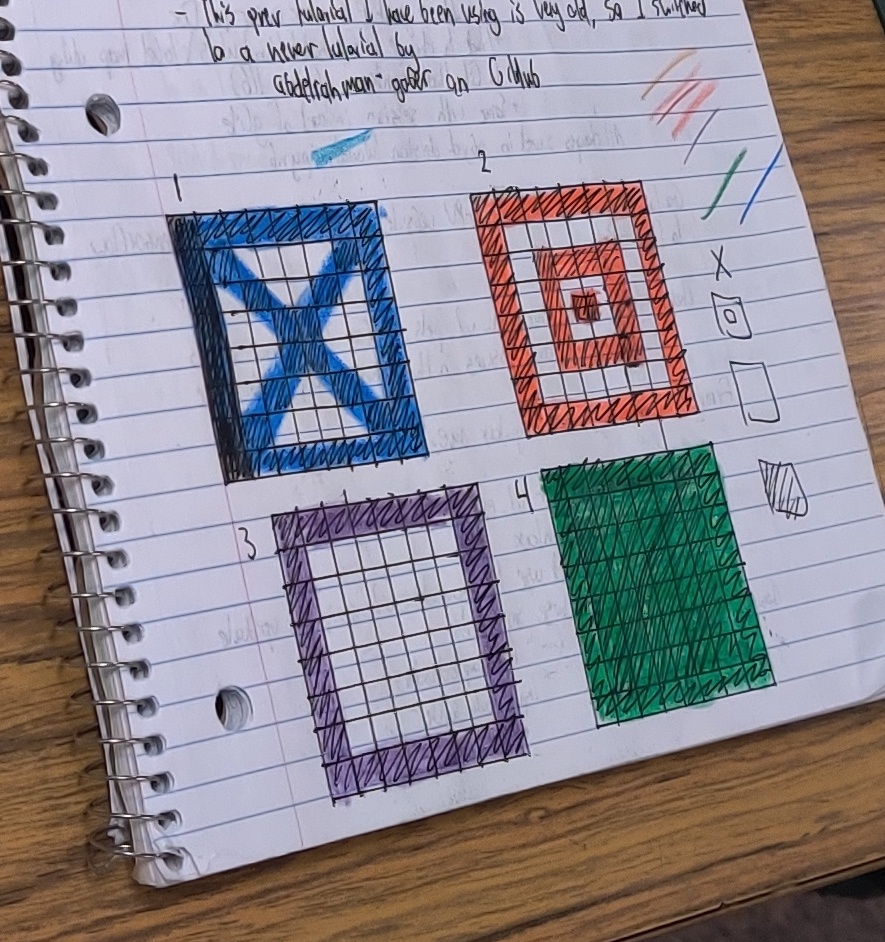 - This prev tutorial I have been using is very old, so I switched
to a newer tutorial by
abdelrahman-gaber on GitHub
1
2
3
4
X